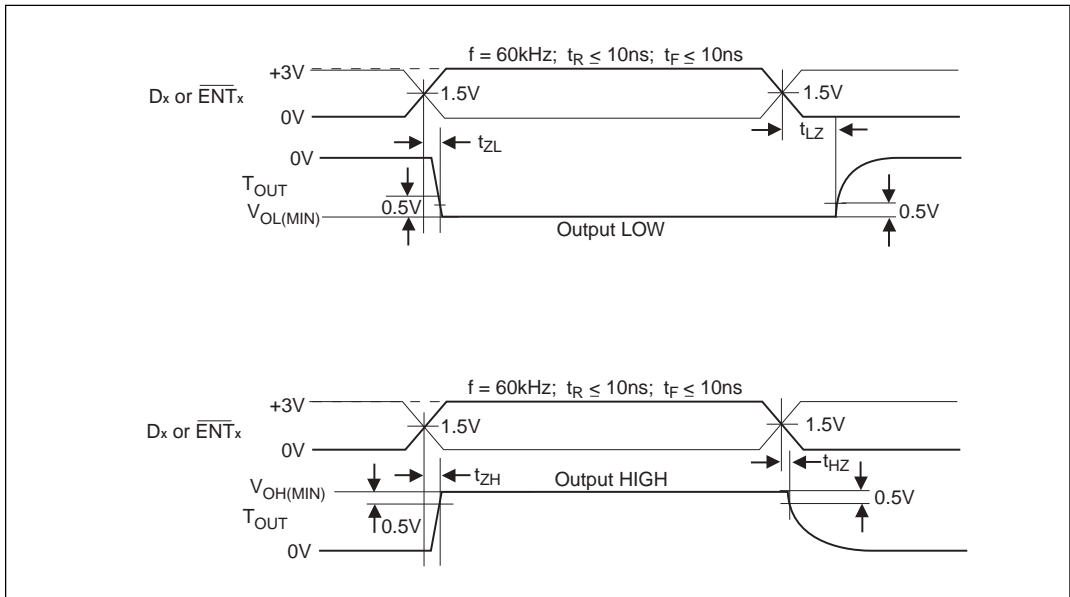 f = 60kHz; tR ≤ 10ns; tF ≤ 10ns
+3V
Dx or E̅N̅T̅x
1.5V
1.5V
0V
tZL
tLZ
0V
TOUT
0.5V
VOL(MIN)
0.5V
Output LOW
f = 60kHz; tR ≤ 10ns; tF ≤ 10ns
+3V
Dx or E̅N̅T̅x
1.5V
1.5V
0V
tZH
tHZ
Output HIGH
VOH(MIN)
0.5V
TOUT
0.5V
0V